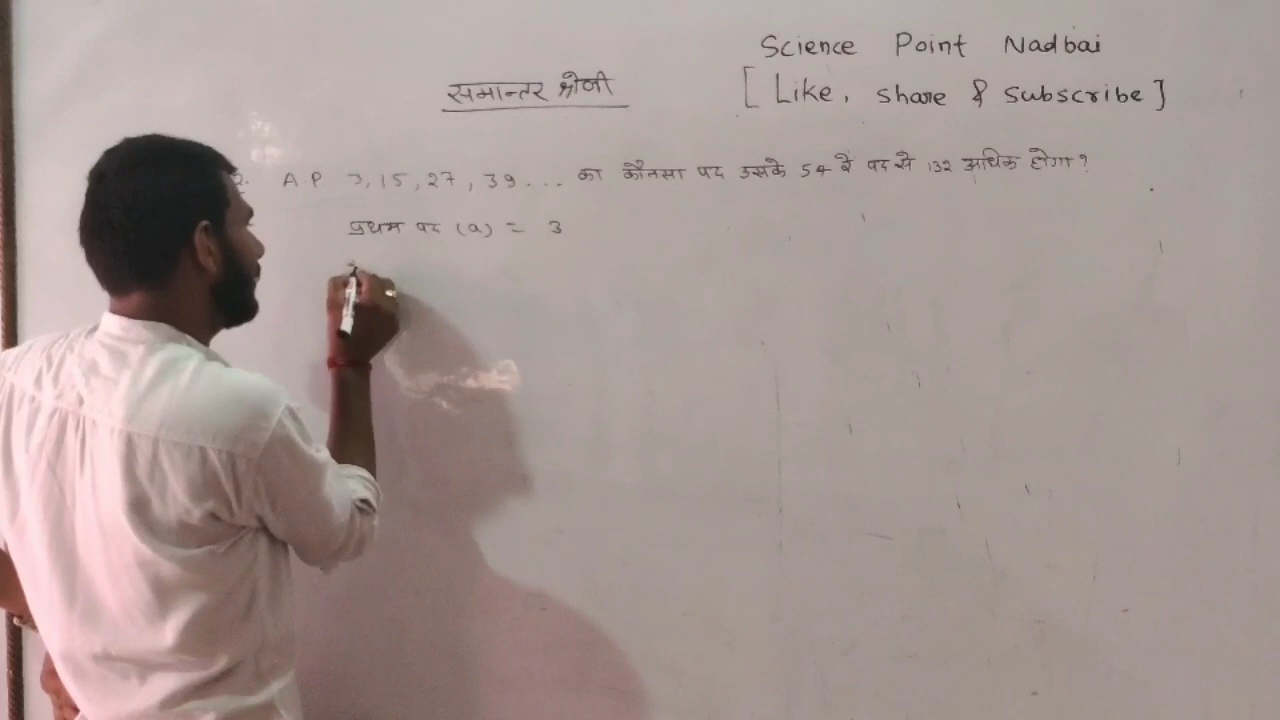 Science Point Nadbai
समान्तर श्रेणी
[ Like, share & subscribe ]
2. A.P 3, 15, 27, 39... का कौनसा पद उसके 54 वें पद से 132 अधिक होगा?
प्रथम पद (a) = 3